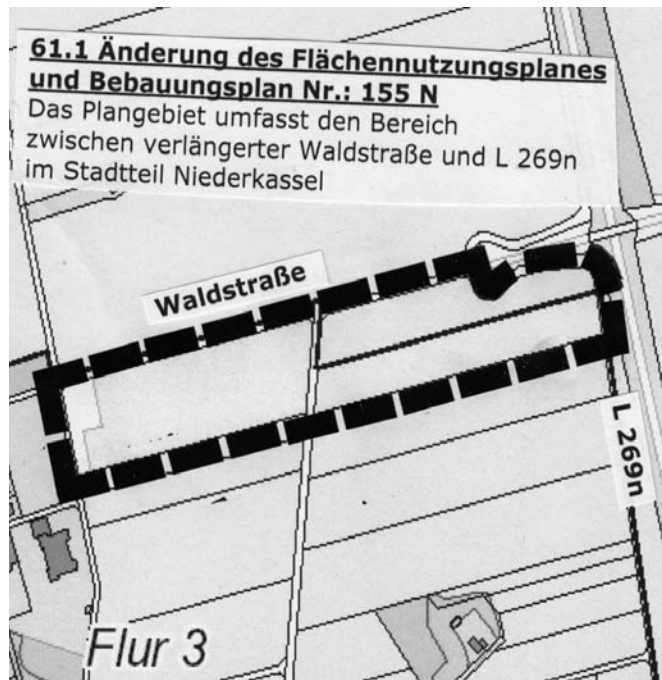 61.1 Änderung des Flächennutzungsplanes
und Bebauungsplan Nr.: 155 N
Das Plangebiet umfasst den Bereich
zwischen verlängerter Waldstraße und L 269n
im Stadtteil Niederkassel
Waldstraße
L 269n
Flur 3